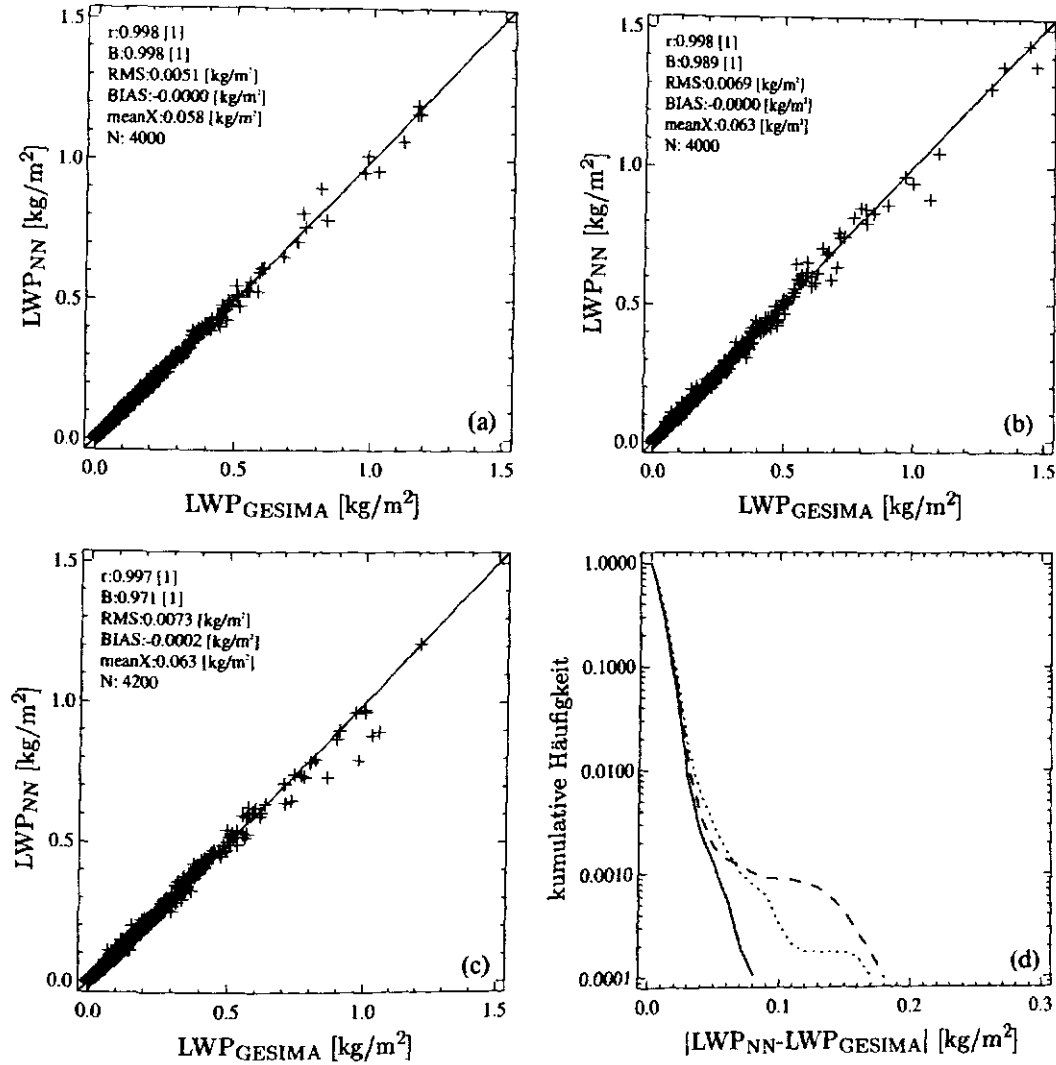 1.5
r:0.998 [1]
B:0.998 [1]
RMS:0.0051 [kg/m²]
BIAS:-0.0000 [kg/m²]
meanX:0.058 [kg/m²]
N: 4000
1.0
0.5
0.0
LWP_NN [kg/m²]
(a)
0.0 0.5 1.0 1.5
LWP_GESIMA [kg/m²]
1.5
r:0.998 [1]
B:0.989 [1]
RMS:0.0069 [kg/m²]
BIAS:-0.0000 [kg/m²]
meanX:0.063 [kg/m²]
N: 4000
1.0
0.5
0.0
LWP_NN [kg/m²]
(b)
0.0 0.5 1.0 1.5
LWP_GESIMA [kg/m²]
1.5
r:0.997 [1]
B:0.971 [1]
RMS:0.0073 [kg/m²]
BIAS:-0.0002 [kg/m²]
meanX:0.063 [kg/m²]
N: 4200
1.0
0.5
0.0
LWP_NN [kg/m²]
(c)
0.0 0.5 1.0 1.5
LWP_GESIMA [kg/m²]
1.0000
0.1000
0.0100
0.0010
0.0001
kumulative Häufigkeit
(d)
0.0 0.1 0.2 0.3
|LWP_NN-LWP_GESIMA| [kg/m²]